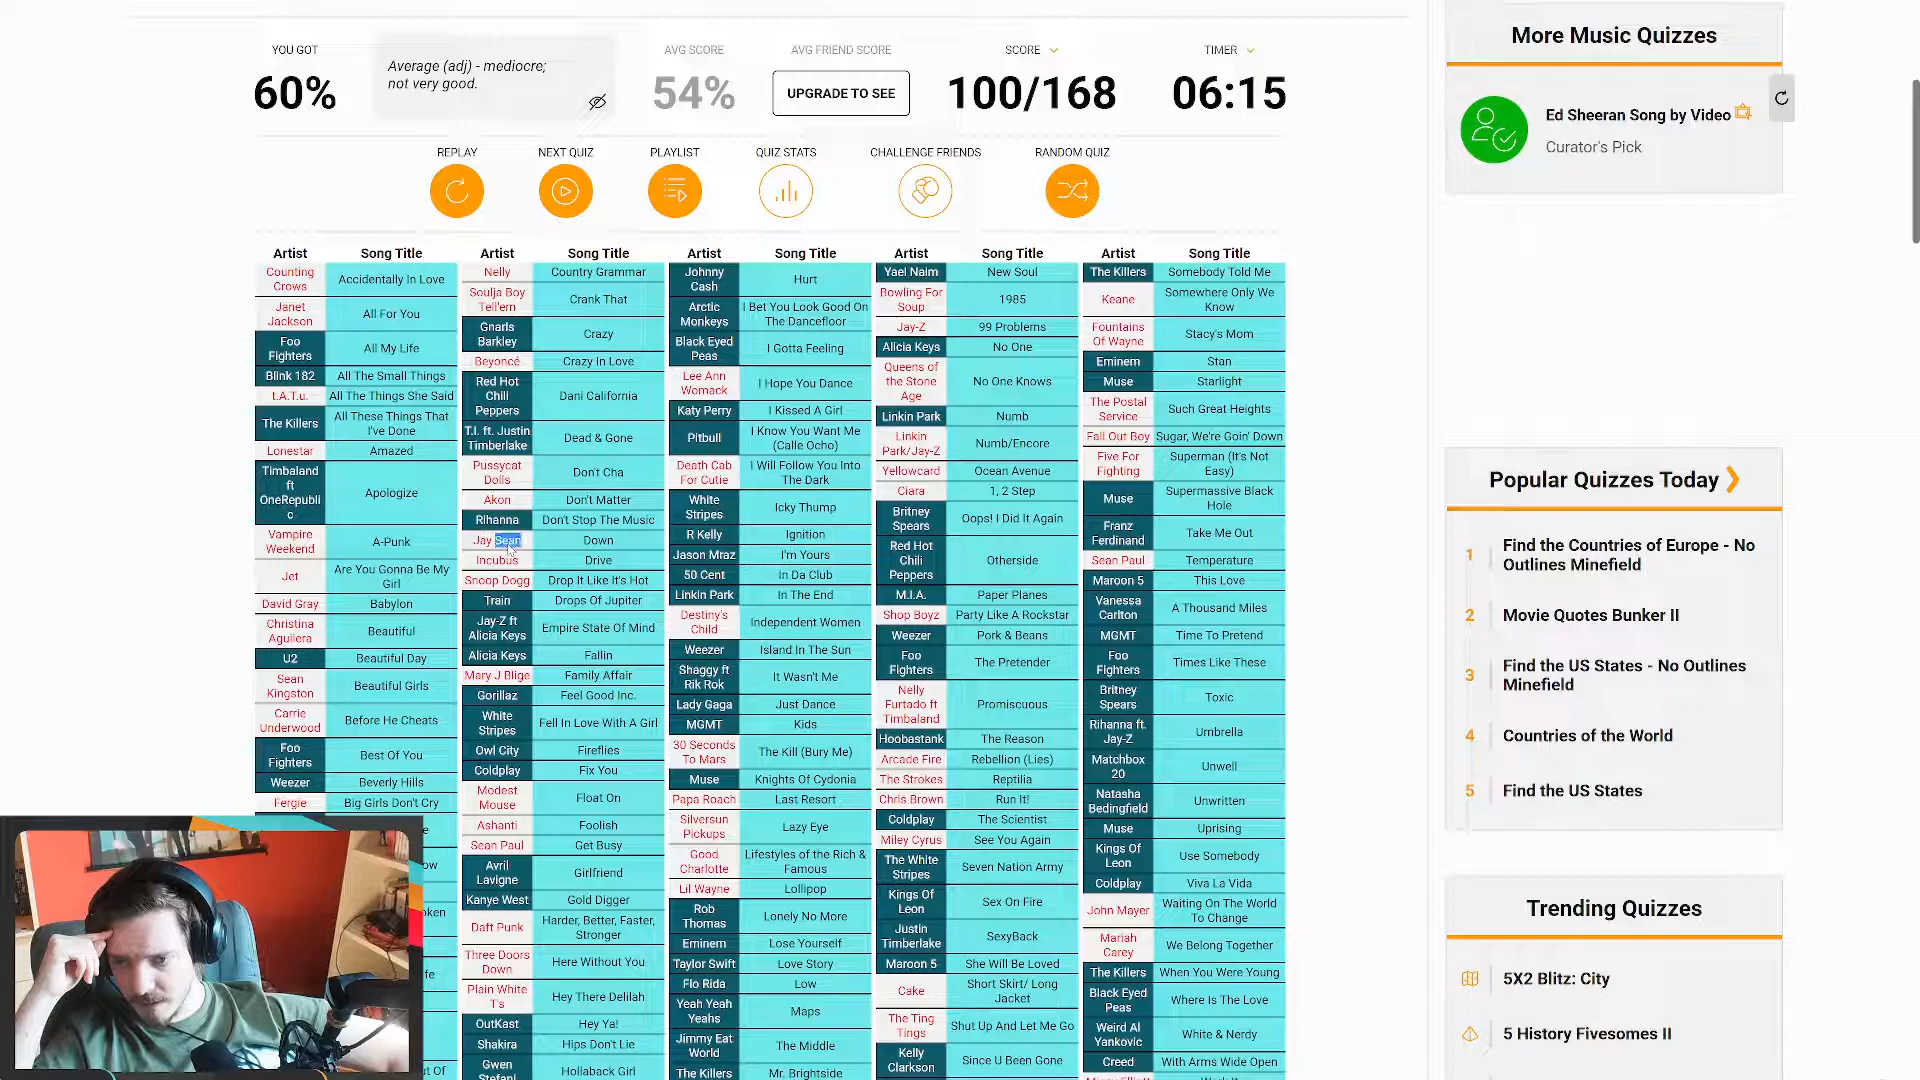 YOU GOT
60%
Average (adj) - mediocre;
not very good.
AVG SCORE
54%
AVG FRIEND SCORE
UPGRADE TO SEE
SCORE
100/168
TIMER
06:15
REPLAY
NEXT QUIZ
PLAYLIST
QUIZ STATS
CHALLENGE FRIENDS
RANDOM QUIZ
Artist Song Title
Counting
Crows
Accidentally In Love
Janet
Jackson
All For You
Foo
Fighters
All My Life
Blink 182 All The Small Things
t.A.T.u. All The Things She Said
The Killers
All These Things That
I've Done
Lonestar Amazed
Timbaland
ft
OneRepubli
c
Apologize
Vampire
Weekend
A-Punk
Jet
Are You Gonna Be My
Girl
David Gray Babylon
Christina
Aguilera
Beautiful
U2 Beautiful Day
Sean
Kingston
Beautiful Girls
Carrie
Underwood
Before He Cheats
Foo
Fighters
Best Of You
Weezer Beverly Hills
Fergie Big Girls Don't Cry
Artist Song Title
Nelly Country Grammar
Soulja Boy
Tell'em
Crank That
Gnarls
Barkley
Crazy
Beyoncé Crazy In Love
Red Hot
Chili
Peppers
Dani California
T.I. ft. Justin
Timberlake
Dead & Gone
Pussycat
Dolls
Don't Cha
Akon Don't Matter
Rihanna Don't Stop The Music
Jay Sean Down
Incubus Drive
Snoop Dogg Drop It Like It's Hot
Train Drops Of Jupiter
Jay-Z ft
Alicia Keys
Empire State Of Mind
Alicia Keys Fallin
Mary J Blige Family Affair
Gorillaz Feel Good Inc.
White
Stripes
Fell In Love With A Girl
Owl City Fireflies
Coldplay Fix You
Modest
Mouse
Float On
Ashanti Foolish
Sean Paul Get Busy
Avril
Lavigne
Girlfriend
Kanye West Gold Digger
Daft Punk
Harder, Better, Faster,
Stronger
Three Doors
Down
Here Without You
Plain White
T's
Hey There Delilah
OutKast Hey Ya!
Shakira Hips Don't Lie
Gwen
Stefani
Hollaback Girl
Artist Song Title
Johnny
Cash
Hurt
Arctic
Monkeys
I Bet You Look Good On
The Dancefloor
Black Eyed
Peas
I Gotta Feeling
Lee Ann
Womack
I Hope You Dance
Katy Perry I Kissed A Girl
Pitbull
I Know You Want Me
(Calle Ocho)
Death Cab
For Cutie
I Will Follow You Into
The Dark
White
Stripes
Icky Thump
R Kelly Ignition
Jason Mraz I'm Yours
50 Cent In Da Club
Linkin Park In The End
Destiny's
Child
Independent Women
Weezer Island In The Sun
Shaggy ft
Rik Rok
It Wasn't Me
Lady Gaga Just Dance
MGMT Kids
30 Seconds
To Mars
The Kill (Bury Me)
Muse Knights Of Cydonia
Papa Roach Last Resort
Silversun
Pickups
Lazy Eye
Good
Charlotte
Lifestyles of the Rich &
Famous
Lil Wayne Lollipop
Rob
Thomas
Lonely No More
Eminem Lose Yourself
Taylor Swift Love Story
Flo Rida Low
Yeah Yeah
Yeahs
Maps
Jimmy Eat
World
The Middle
The Killers Mr. Brightside
Artist Song Title
Yael Naim New Soul
Bowling For
Soup
1985
Jay-Z 99 Problems
Alicia Keys No One
Queens of
the Stone
Age
No One Knows
Linkin Park Numb
Linkin
Park/Jay-Z
Numb/Encore
Yellowcard Ocean Avenue
Ciara 1, 2 Step
Britney
Spears
Oops! I Did It Again
Red Hot
Chili
Peppers
Otherside
M.I.A. Paper Planes
Shop Boyz Party Like A Rockstar
Weezer Pork & Beans
Foo
Fighters
The Pretender
Nelly
Furtado ft
Timbaland
Promiscuous
Hoobastank The Reason
Arcade Fire Rebellion (Lies)
The Strokes Reptilia
Chris Brown Run It!
Coldplay The Scientist
Miley Cyrus See You Again
The White
Stripes
Seven Nation Army
Kings Of
Leon
Sex On Fire
Justin
Timberlake
SexyBack
Maroon 5 She Will Be Loved
Cake
Short Skirt/ Long
Jacket
The Ting
Tings
Shut Up And Let Me Go
Kelly
Clarkson
Since U Been Gone
Artist Song Title
The Killers Somebody Told Me
Keane
Somewhere Only We
Know
Fountains
Of Wayne
Stacy's Mom
Eminem Stan
Muse Starlight
The Postal
Service
Such Great Heights
Fall Out Boy Sugar, We're Goin' Down
Five For
Fighting
Superman (It's Not
Easy)
Muse
Supermassive Black
Hole
Franz
Ferdinand
Take Me Out
Sean Paul Temperature
Maroon 5 This Love
Vanessa
Carlton
A Thousand Miles
MGMT Time To Pretend
Foo
Fighters
Times Like These
Britney
Spears
Toxic
Rihanna ft.
Jay-Z
Umbrella
Matchbox
20
Unwell
Natasha
Bedingfield
Unwritten
Muse Uprising
Kings Of
Leon
Use Somebody
Coldplay Viva La Vida
John Mayer
Waiting On The World
To Change
Mariah
Carey
We Belong Together
The Killers When You Were Young
Black Eyed
Peas
Where Is The Love
Weird Al
Yankovic
White & Nerdy
Creed With Arms Wide Open
More Music Quizzes
Ed Sheeran Song by Video
Curator's Pick
Popular Quizzes Today
1 Find the Countries of Europe - No
Outlines Minefield
2 Movie Quotes Bunker II
3 Find the US States - No Outlines
Minefield
4 Countries of the World
5 Find the US States
Trending Quizzes
5X2 Blitz: City
5 History Fivesomes II